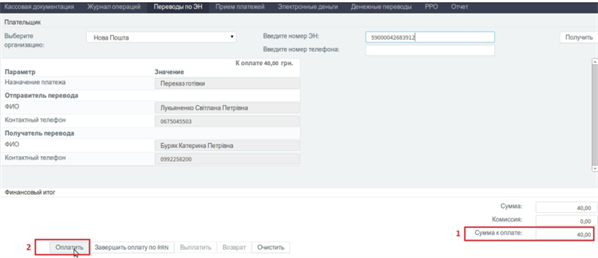 Кассовая документация Журнал операций Переводы по ЭН Прием платежей Электронные деньги Денежные переводы РРО Отчет
Плательщик
Выберите организацию: Нова Пошта Введите номер ЭН: 59000042683912 Получить
Введите номер телефона:
К оплате 40,00 грн.
Параметр Значение
Назначение платежа Переказ готівки
Отправитель перевода
ФИО Лукьяненко Світлана Петрівна
Контактный телефон 0675045503
Получатель перевода
ФИО Буряк Катерина Петрівна
Контактный телефон 0992256200
Финансовый итог
Сумма: 40,00
Комиссия: 0,00
1 Сумма к оплате: 40,00
2 Оплатить Завершить оплату по RRN Выплатить Возврат Очистить